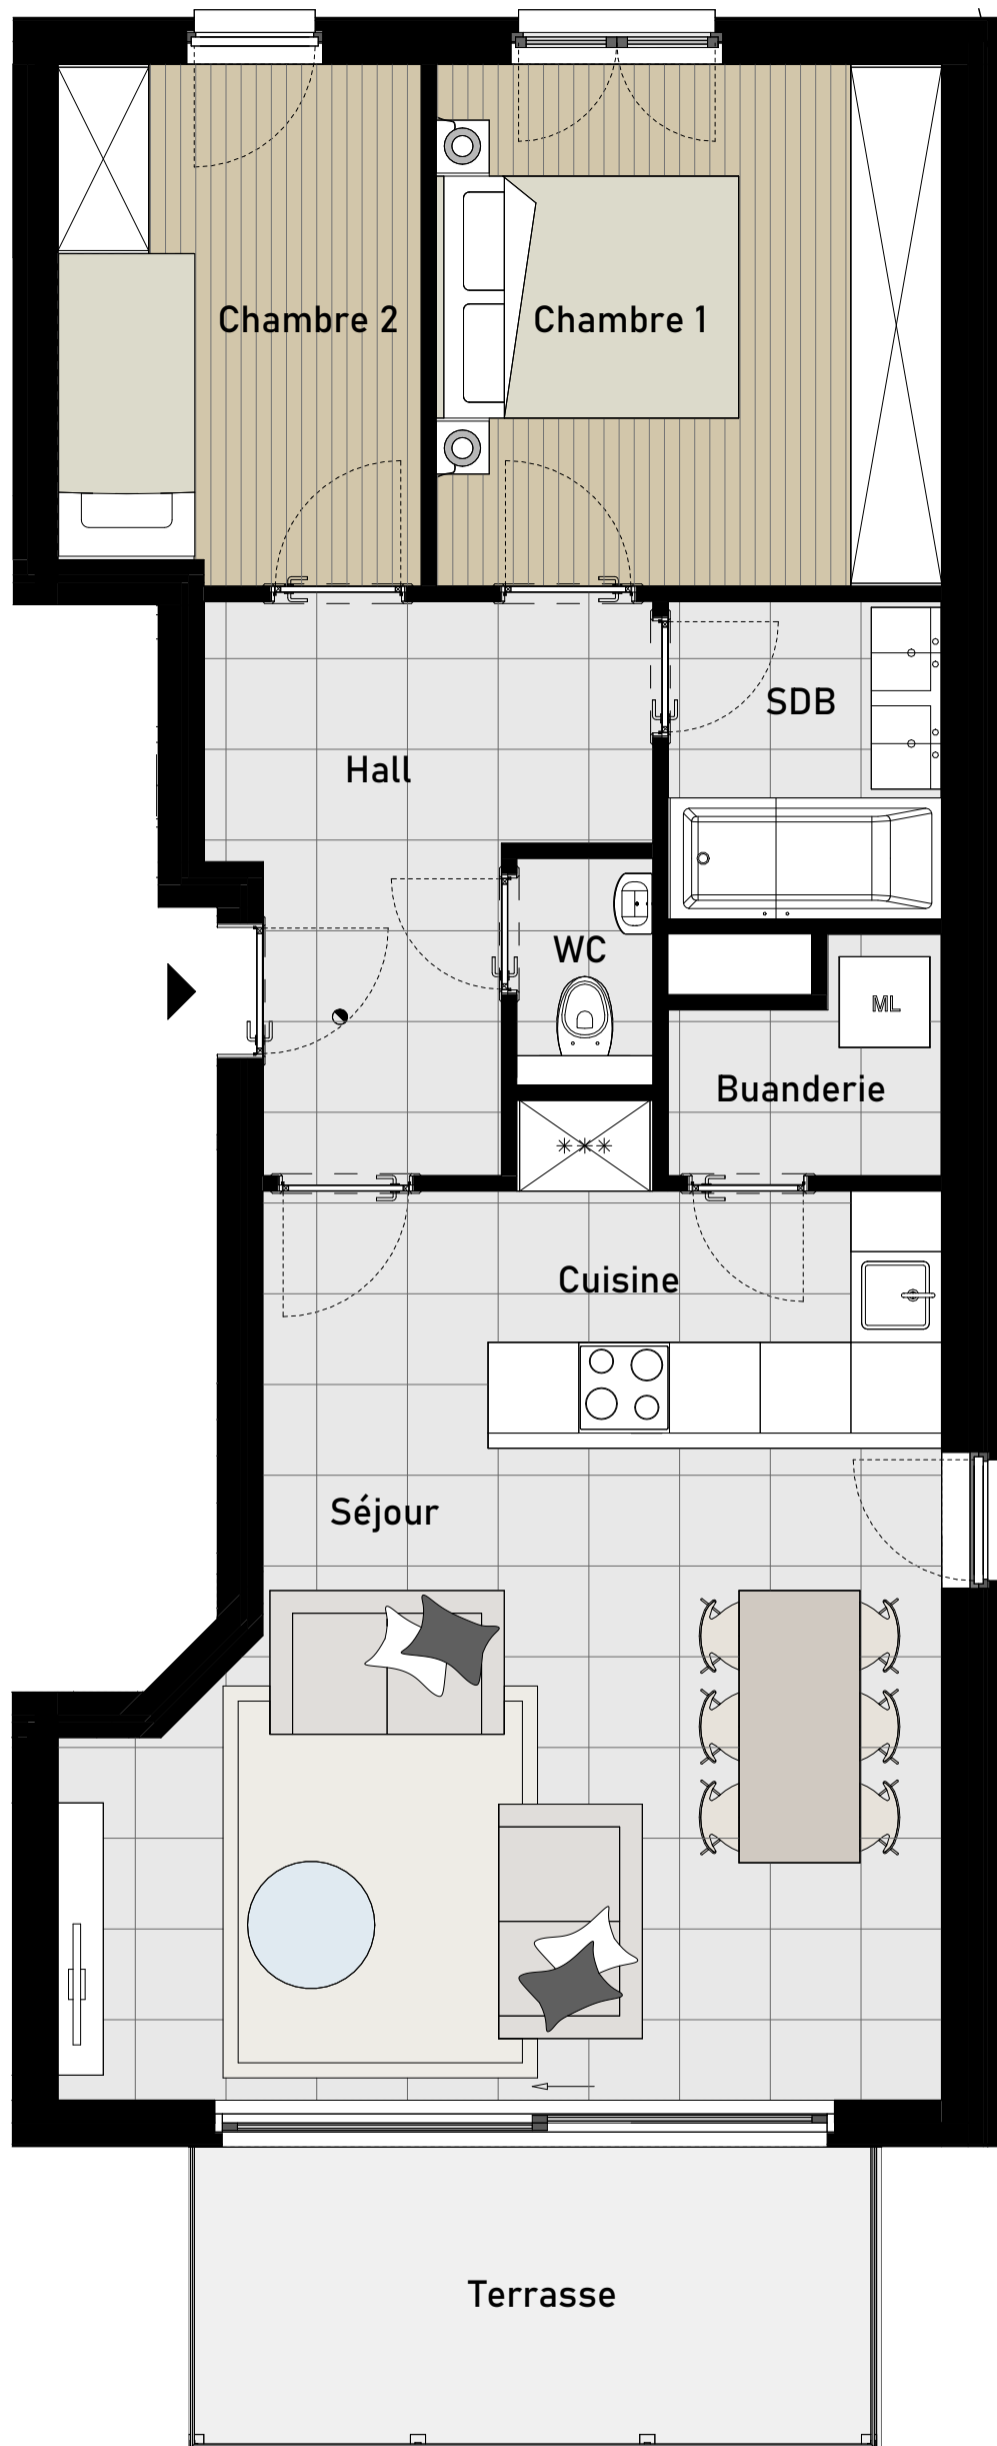 Chambre 2
Chambre 1
SDB
Hall
WC
ML
Buanderie
Cuisine
Séjour
Terrasse